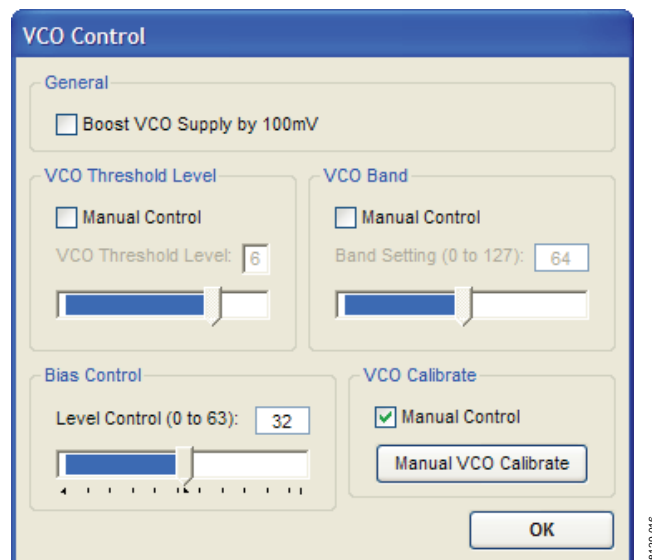 VCO Control
General
Boost VCO Supply by 100mV
VCO Threshold Level
Manual Control
VCO Threshold Level: 6
VCO Band
Manual Control
Band Setting (0 to 127): 64
Bias Control
Level Control (0 to 63): 32
VCO Calibrate
Manual Control
Manual VCO Calibrate
OK